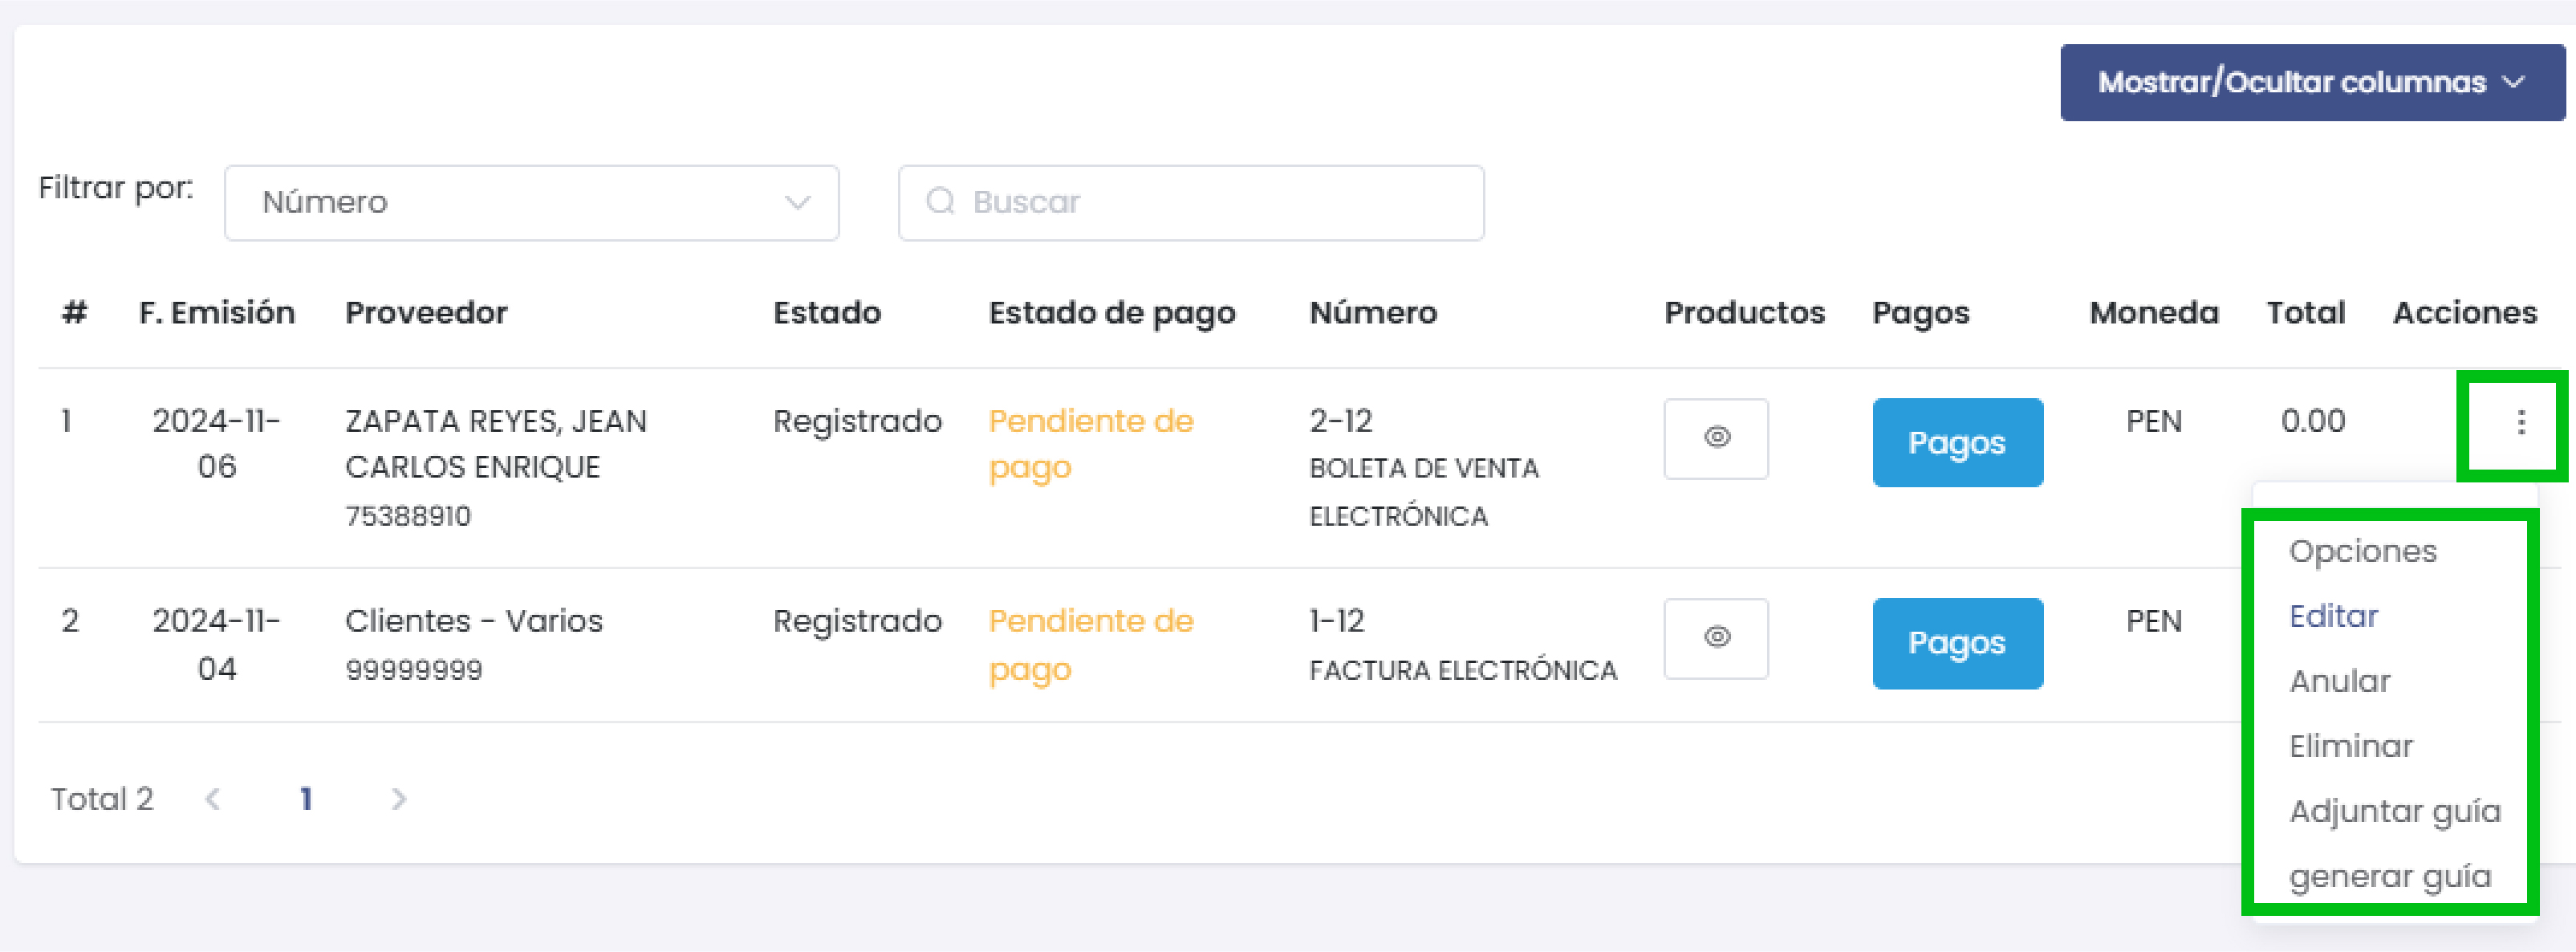 Mostrar/Ocultar columnas
Filtrar por:
Número
Buscar
# F. Emisión Proveedor Estado Estado de pago Número Productos Pagos Moneda Total Acciones
1 2024-11- ZAPATA REYES, JEAN Registrado Pendiente de 2-12 Pagos PEN 0.00
06 CARLOS ENRIQUE pago BOLETA DE VENTA
75388910 ELECTRÓNICA
2 2024-11- Clientes - Varios Registrado Pendiente de 1-12 Pagos PEN
04 99999999 pago FACTURA ELECTRÓNICA
Opciones
Editar
Anular
Eliminar
Adjuntar guía
generar guía
Total 2 < 1 >